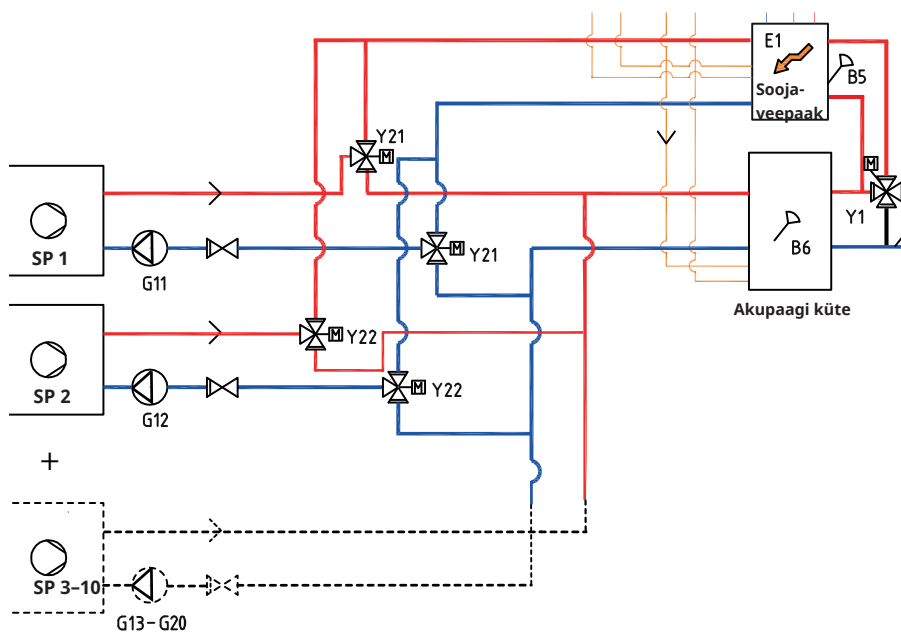 E1
Sooja-
veepaak
B5
Y21
M
M
Y1
SP 1
G11
M
Y21
B6
Akupaagi küte
M
Y22
SP 2
G12
M
Y22
+
SP 3–10
G13–G20